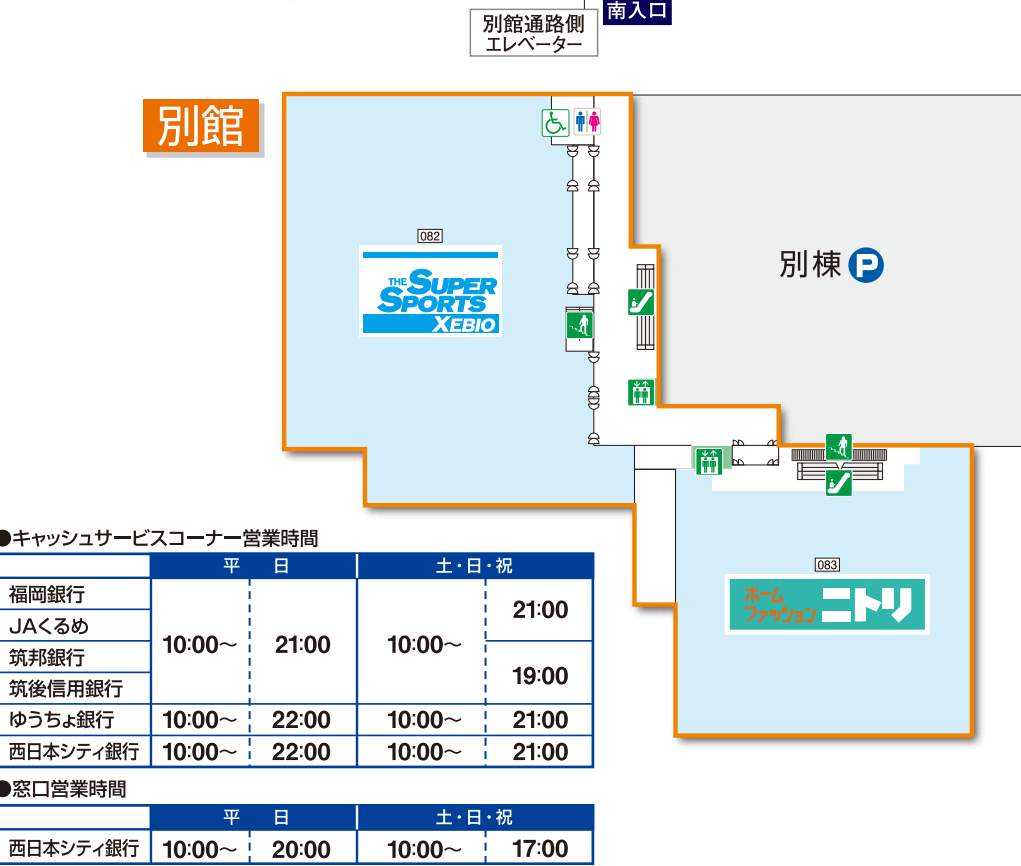 南入口
別館通路側
エレベーター
別館
082
THE SUPER
SPORTS
XEBIO
別棟 P
083
ホーム
ファッション
ニトリ
●キャッシュサービスコーナー営業時間
平 日 土・日・祝
福岡銀行
JAくるめ
筑邦銀行
筑後信用銀行
10:00〜 21:00 10:00〜 21:00
19:00
ゆうちょ銀行 10:00〜 22:00 10:00〜 21:00
西日本シティ銀行 10:00〜 22:00 10:00〜 21:00
●窓口営業時間
平 日 土・日・祝
西日本シティ銀行 10:00〜 20:00 10:00〜 17:00